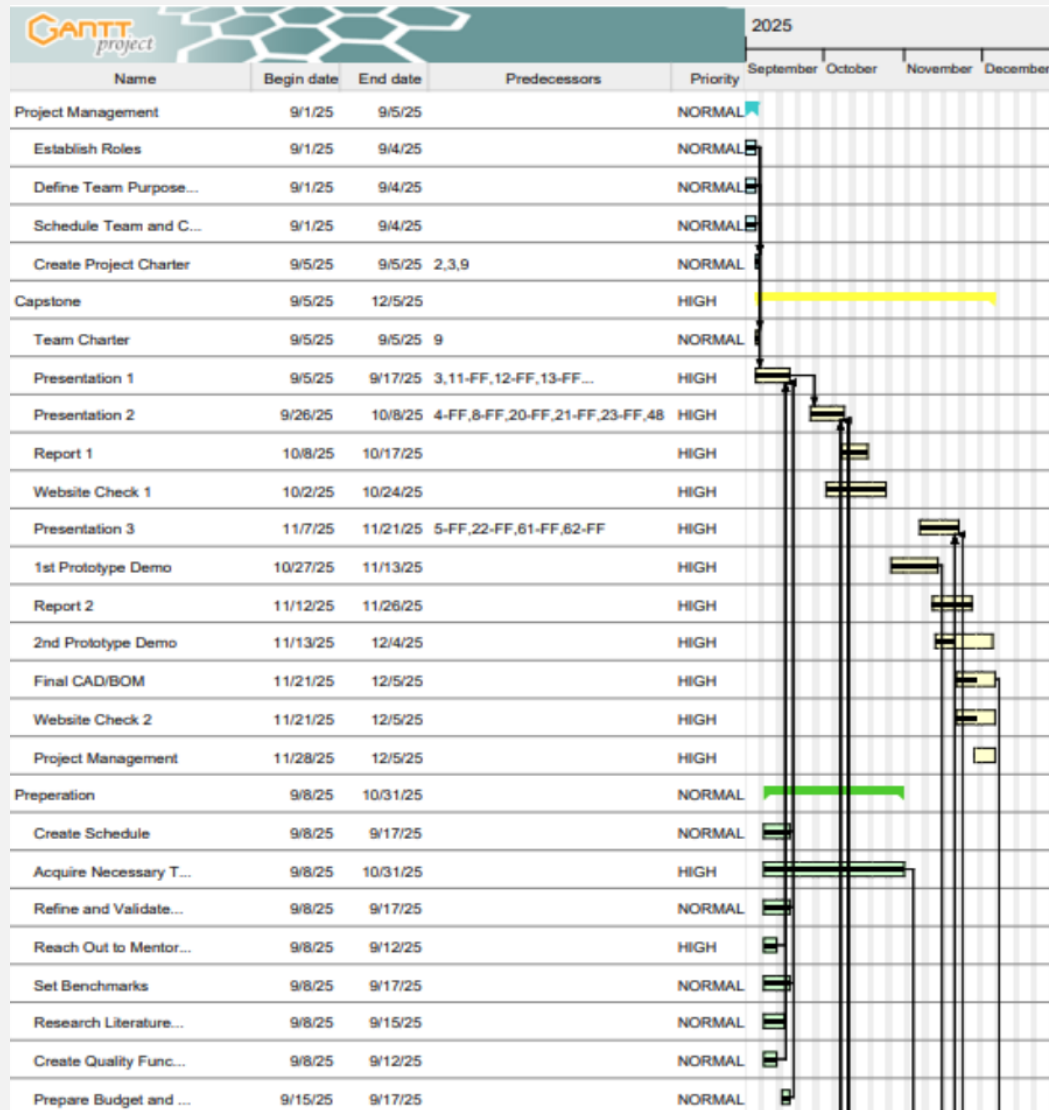 GANTT project
2025
September October November December
Name Begin date End date Predecessors Priority
Project Management 9/1/25 9/5/25 NORMAL
Establish Roles 9/1/25 9/4/25 NORMAL
Define Team Purpose... 9/1/25 9/4/25 NORMAL
Schedule Team and C... 9/1/25 9/4/25 NORMAL
Create Project Charter 9/5/25 9/5/25 2,3,9 NORMAL
Capstone 9/5/25 12/5/25 HIGH
Team Charter 9/5/25 9/5/25 9 NORMAL
Presentation 1 9/5/25 9/17/25 3,11-FF,12-FF,13-FF... HIGH
Presentation 2 9/26/25 10/8/25 4-FF,8-FF,20-FF,21-FF,23-FF,48 HIGH
Report 1 10/8/25 10/17/25 HIGH
Website Check 1 10/2/25 10/24/25 HIGH
Presentation 3 11/7/25 11/21/25 5-FF,22-FF,61-FF,62-FF HIGH
1st Prototype Demo 10/27/25 11/13/25 HIGH
Report 2 11/12/25 11/26/25 HIGH
2nd Prototype Demo 11/13/25 12/4/25 HIGH
Final CAD/BOM 11/21/25 12/5/25 HIGH
Website Check 2 11/21/25 12/5/25 HIGH
Project Management 11/28/25 12/5/25 HIGH
Preperation 9/8/25 10/31/25 NORMAL
Create Schedule 9/8/25 9/17/25 NORMAL
Acquire Necessary T... 9/8/25 10/31/25 HIGH
Refine and Validate... 9/8/25 9/17/25 NORMAL
Reach Out to Mentor... 9/8/25 9/12/25 HIGH
Set Benchmarks 9/8/25 9/17/25 NORMAL
Research Literature... 9/8/25 9/15/25 NORMAL
Create Quality Func... 9/8/25 9/12/25 NORMAL
Prepare Budget and ... 9/15/25 9/17/25 NORMAL